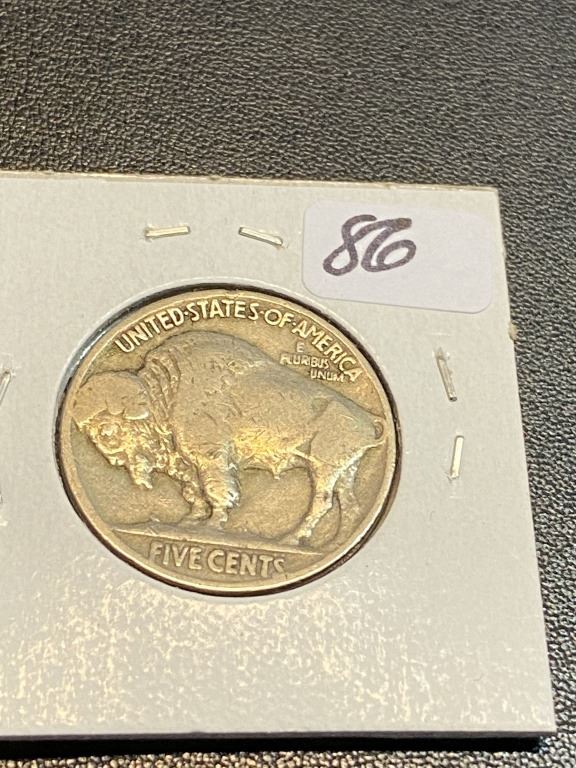 86
UNITED·STATES·OF·AMERICA
E
PLURIBUS
UNUM
FIVE CENTS